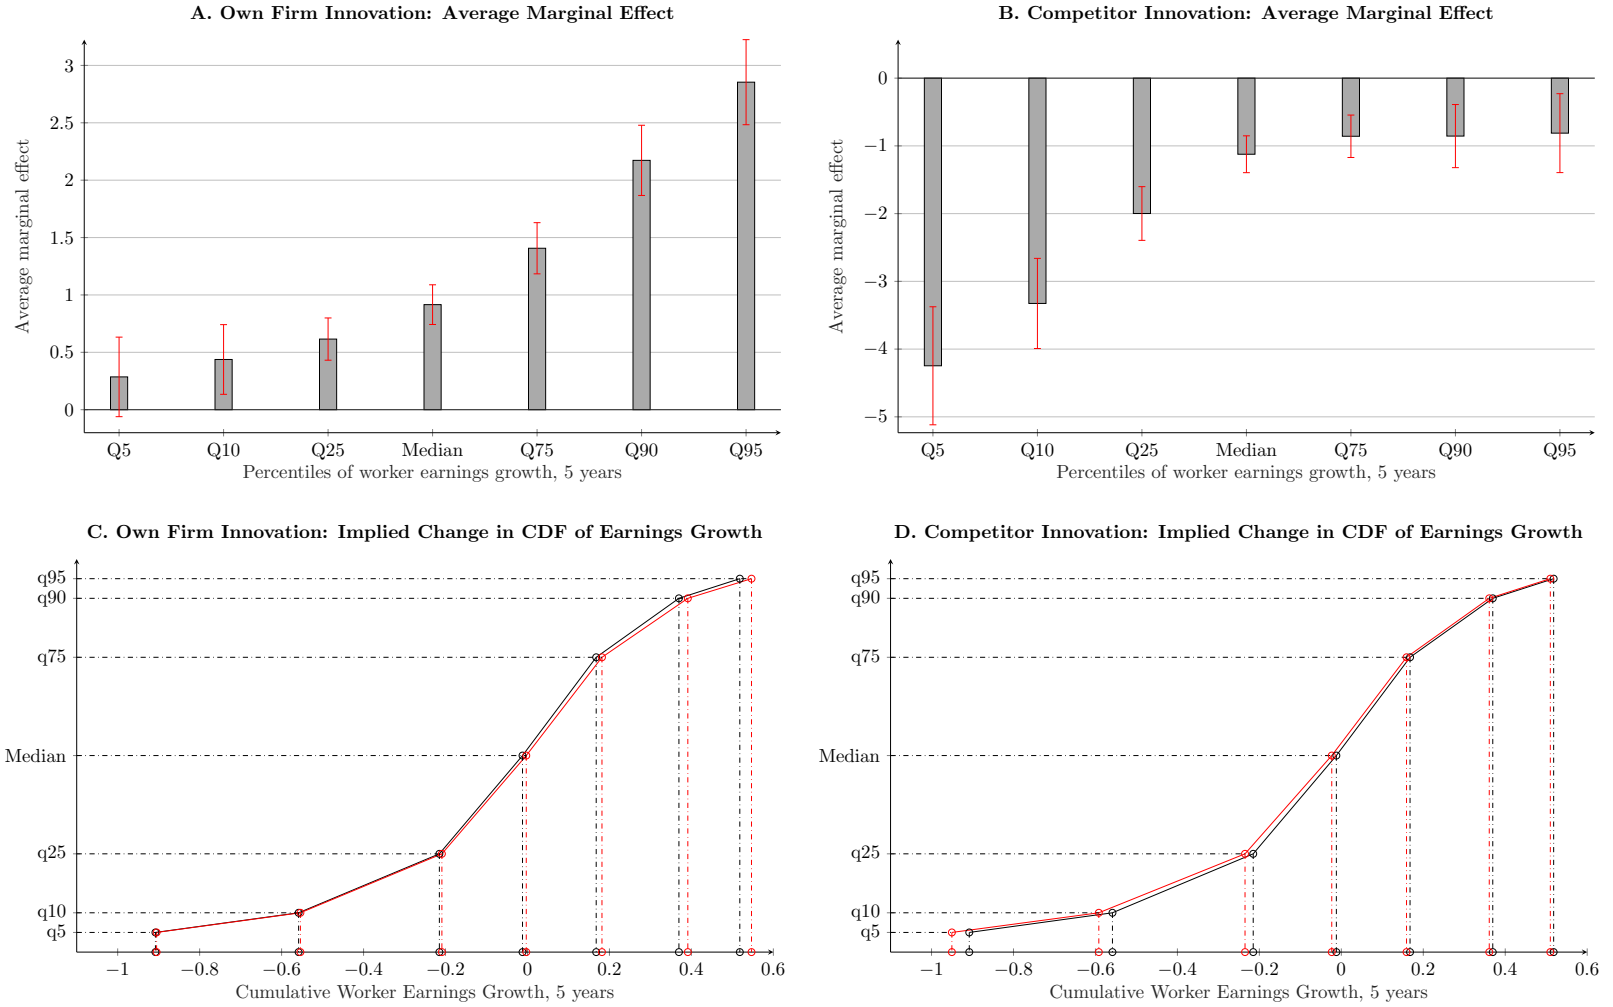 A. Own Firm Innovation: Average Marginal Effect
3
2.5
2
1.5
1
0.5
0
Average marginal effect
Q5 Q10 Q25 Median Q75 Q90 Q95
Percentiles of worker earnings growth, 5 years
B. Competitor Innovation: Average Marginal Effect
0
−1
−2
−3
−4
−5
Average marginal effect
Q5 Q10 Q25 Median Q75 Q90 Q95
Percentiles of worker earnings growth, 5 years
C. Own Firm Innovation: Implied Change in CDF of Earnings Growth
q95
q90
q75
Median
q25
q10
q5
−1 −0.8 −0.6 −0.4 −0.2 0 0.2 0.4 0.6
Cumulative Worker Earnings Growth, 5 years
D. Competitor Innovation: Implied Change in CDF of Earnings Growth
q95
q90
q75
Median
q25
q10
q5
−1 −0.8 −0.6 −0.4 −0.2 0 0.2 0.4 0.6
Cumulative Worker Earnings Growth, 5 years